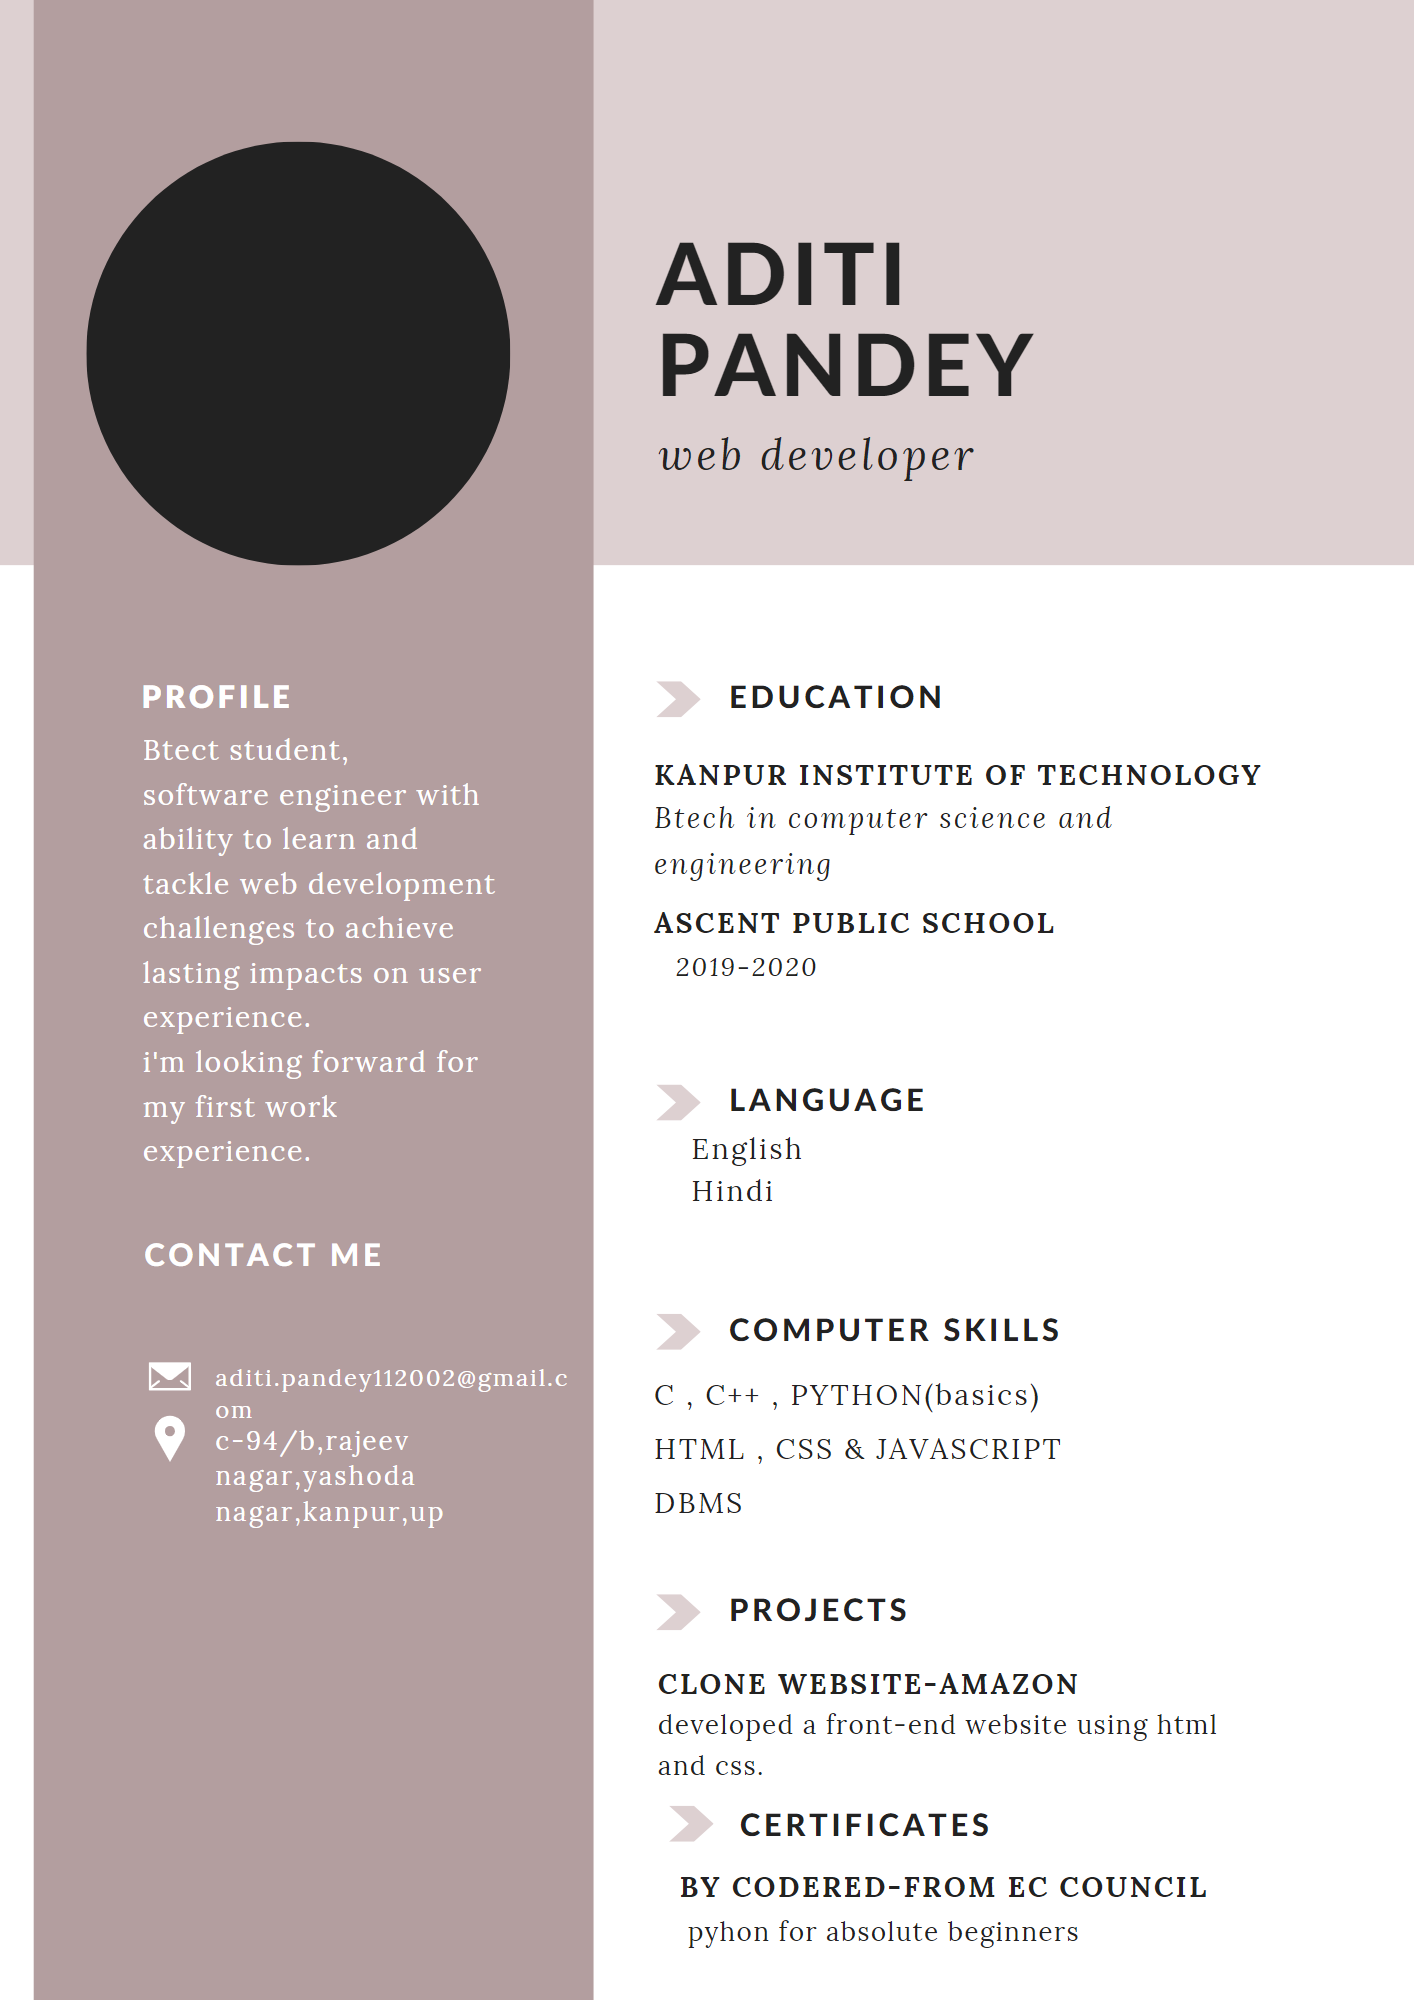 ADITI
PANDEY
web developer
PROFILE
Btect student,
software engineer with
ability to learn and
tackle web development
challenges to achieve
lasting impacts on user
experience.
i'm looking forward for
my first work
experience.
CONTACT ME
aditi.pandey112002@gmail.c
om
c-94/b,rajeev
nagar,yashoda
nagar,kanpur,up
EDUCATION
KANPUR INSTITUTE OF TECHNOLOGY
Btech in computer science and
engineering
ASCENT PUBLIC SCHOOL
2019-2020
LANGUAGE
English
Hindi
COMPUTER SKILLS
C , C++ , PYTHON(basics)
HTML , CSS & JAVASCRIPT
DBMS
PROJECTS
CLONE WEBSITE-AMAZON
developed a front-end website using html
and css.
CERTIFICATES
BY CODERED-FROM EC COUNCIL
pyhon for absolute beginners